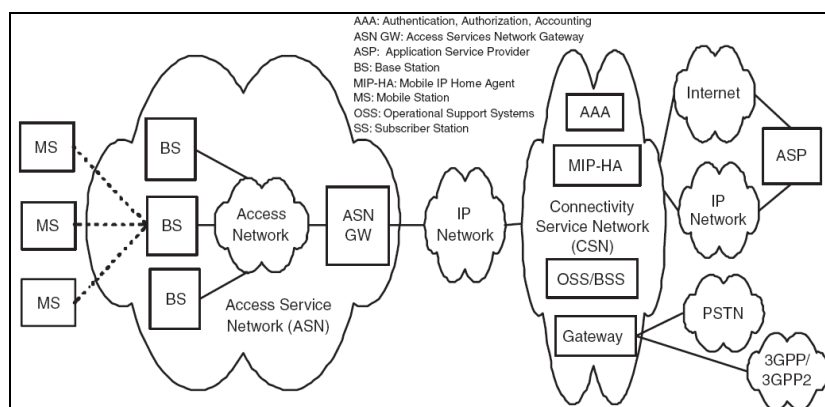 AAA: Authentication, Authorization, Accounting
ASN GW: Access Services Network Gateway
ASP: Application Service Provider
BS: Base Station
MIP-HA: Mobile IP Home Agent
MS: Mobile Station
OSS: Operational Support Systems
SS: Subscriber Station
MS
MS
MS
BS
BS
BS
Access
Network
ASN
GW
Access Service
Network (ASN)
IP
Network
AAA
MIP-HA
Connectivity
Service Network
(CSN)
OSS/BSS
Gateway
Internet
IP
Network
ASP
PSTN
3GPP/
3GPP2